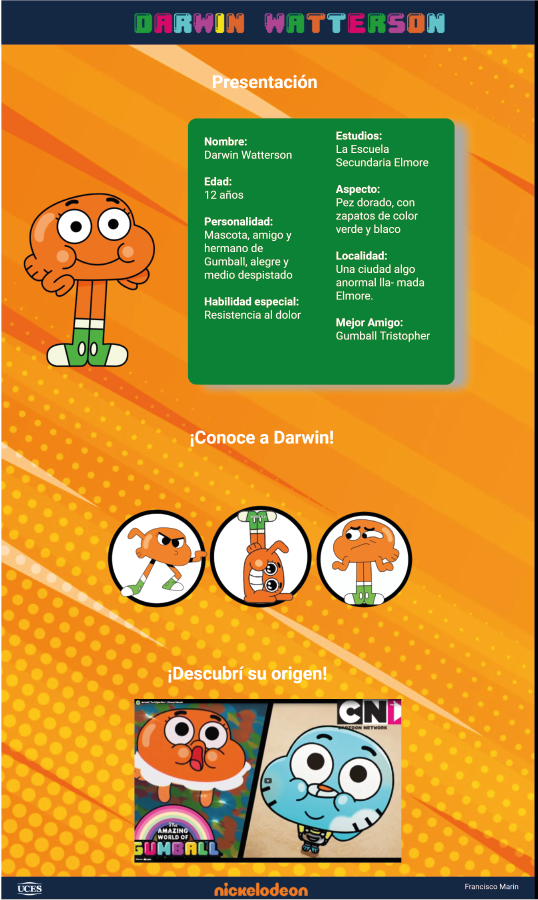 DARWIN WATTERSON
Presentación
Nombre:
Darwin Watterson
Edad:
12 años
Personalidad:
Mascota, amigo y
hermano de
Gumball, alegre y
medio despistado
Habilidad especial:
Resistencia al dolor
Estudios:
La Escuela
Secundaria Elmore
Aspecto:
Pez dorado, con
zapatos de color
verde y blaco
Localidad:
Una ciudad algo
anormal lla- mada
Elmore.
Mejor Amigo:
Gumball Tristopher
¡Conoce a Darwin!
¡Descubrí su origen!
CN
CARTOON NETWORK
THE
AMAZING
WORLD OF
GUMBALL
UCES
nickelodeon
Francisco Marin